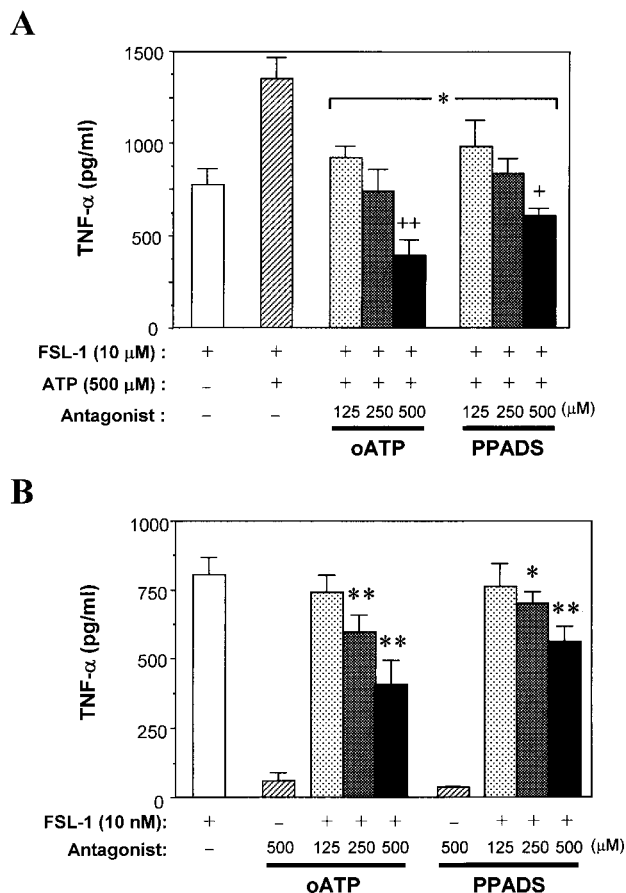 A
1500
1000
500
0
TNF-α (pg/ml)
*
++
+
FSL-1 (10 μM) : + + + + + + + +
ATP (500 μM) : − + + + + + + +
Antagonist : − − 125 250 500 125 250 500 (μM)
oATP PPADS
B
1000
750
500
250
0
TNF-α (pg/ml)
** ** * **
FSL-1 (10 nM): + − + + + − + + +
Antagonist: − 500 125 250 500 500 125 250 500 (μM)
oATP PPADS